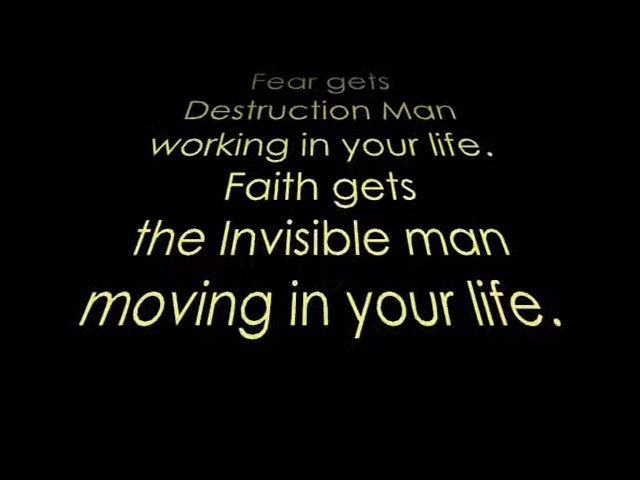 Fear gets
Destruction Man
working in your life.
Faith gets
the Invisible man
moving in your life.